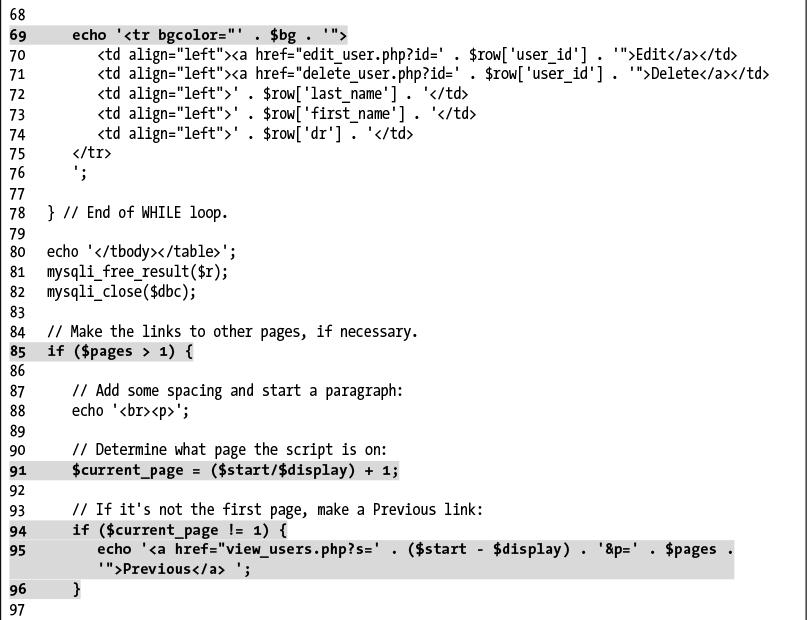 68
69 echo '<tr bgcolor="' . $bg . '">
70 <td align="left"><a href="edit_user.php?id=' . $row['user_id'] . '">Edit</a></td>
71 <td align="left"><a href="delete_user.php?id=' . $row['user_id'] . '">Delete</a></td>
72 <td align="left">' . $row['last_name'] . '</td>
73 <td align="left">' . $row['first_name'] . '</td>
74 <td align="left">' . $row['dr'] . '</td>
75 </tr>
76 ';
77
78 } // End of WHILE loop.
79
80 echo '</tbody></table>';
81 mysqli_free_result($r);
82 mysqli_close($dbc);
83
84 // Make the links to other pages, if necessary.
85 if ($pages > 1) {
86
87 // Add some spacing and start a paragraph:
88 echo '<br><p>';
89
90 // Determine what page the script is on:
91 $current_page = ($start/$display) + 1;
92
93 // If it's not the first page, make a Previous link:
94 if ($current_page != 1) {
95 echo '<a href="view_users.php?s=' . ($start - $display) . '&p=' . $pages .
'">Previous</a> ';
96 }
97